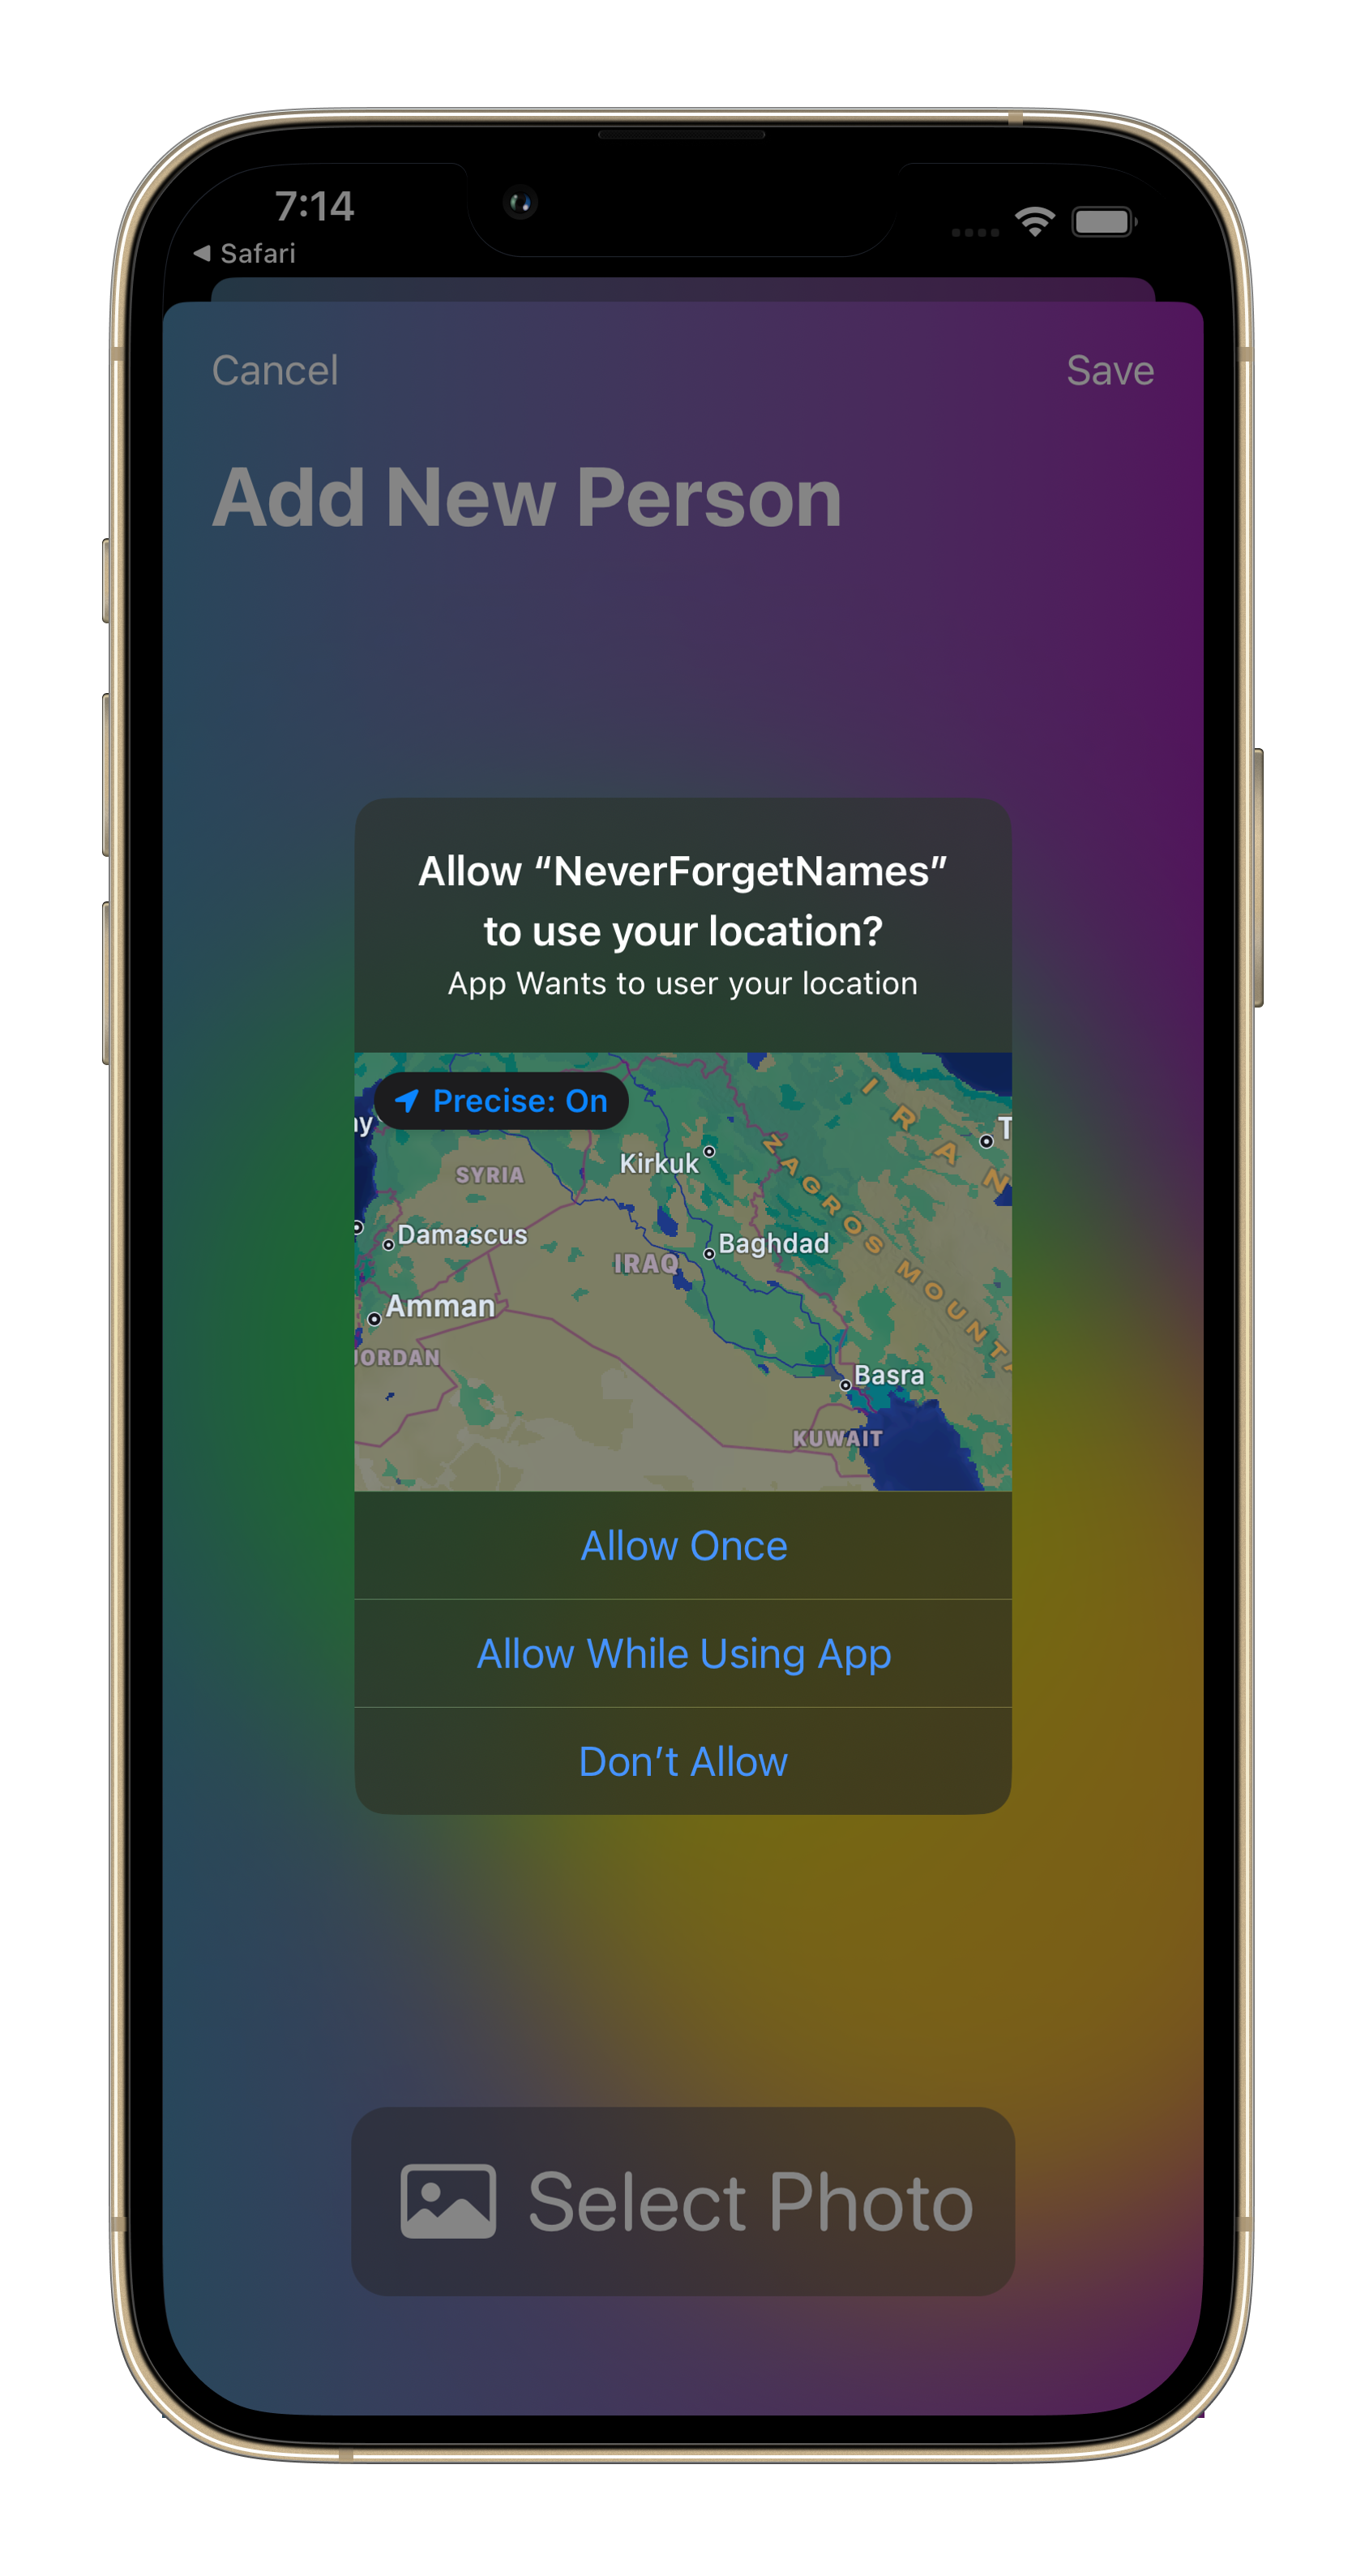 7:14
◀ Safari
Cancel
Save
Add New Person
Allow “NeverForgetNames”
to use your location?
App Wants to user your location
Precise: On
I R A N
ZAGROS MOUNT
SYRIA
Kirkuk
Damascus
Baghdad
IRAQ
Amman
JORDAN
Basra
KUWAIT
Allow Once
Allow While Using App
Don’t Allow
Select Photo